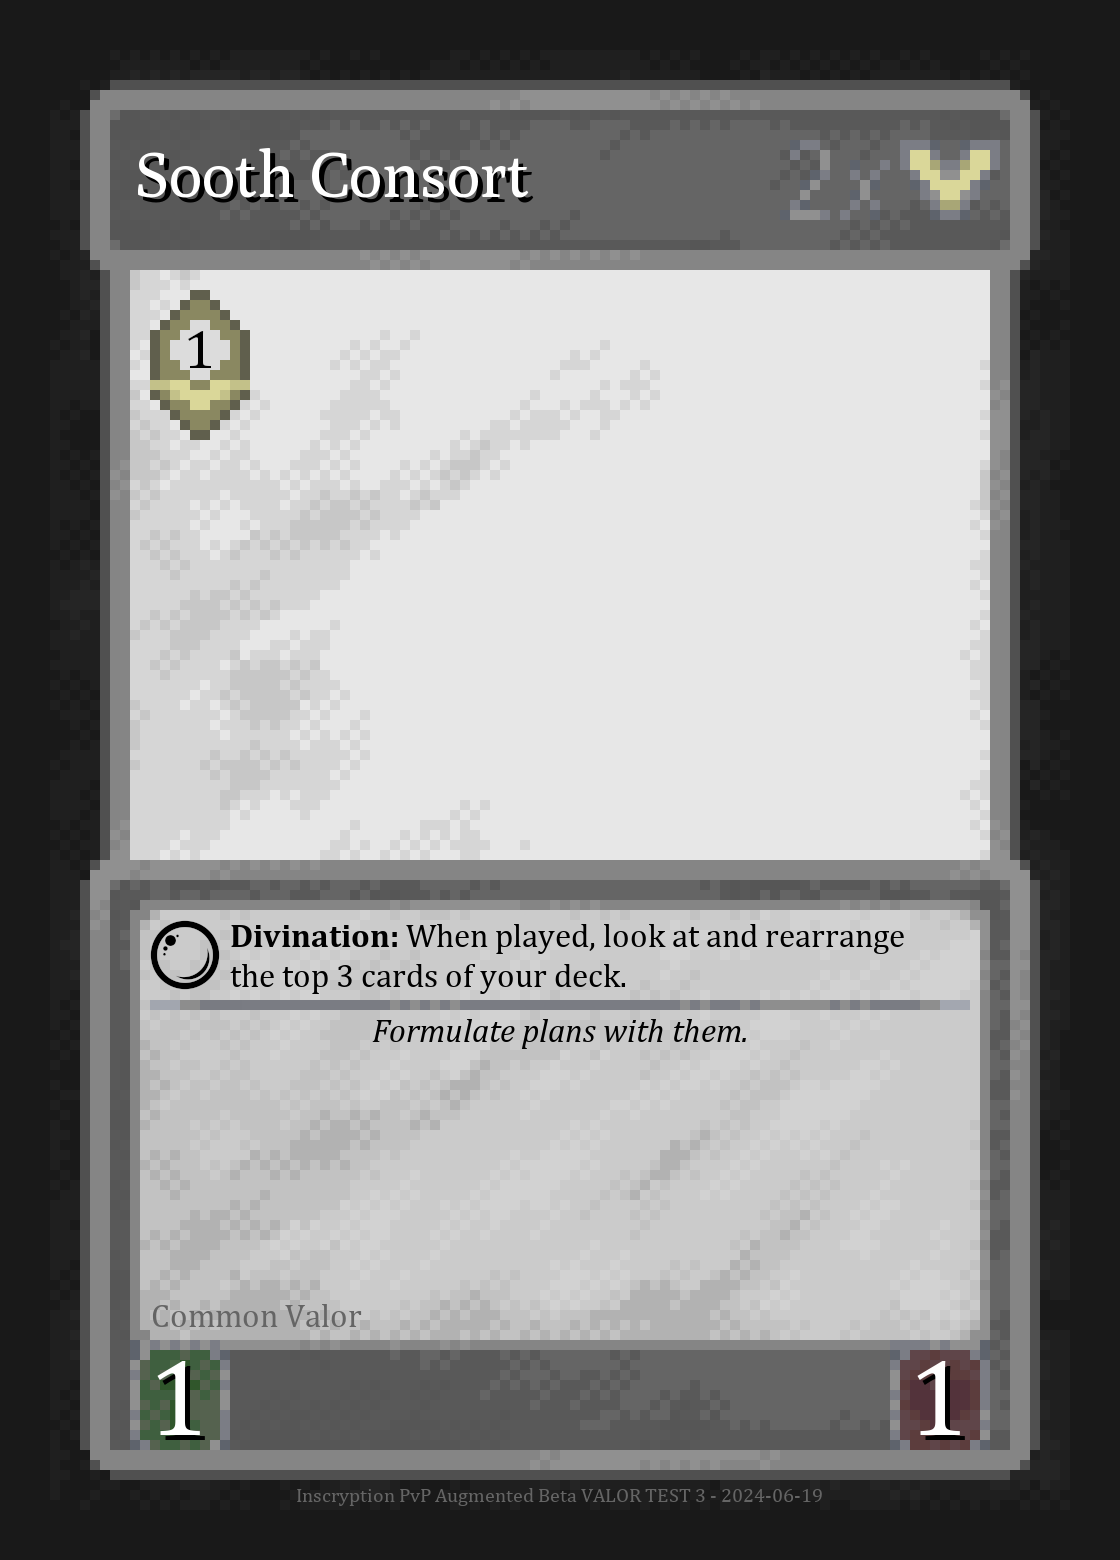 Sooth Consort 2x
1
Divination: When played, look at and rearrange
the top 3 cards of your deck.
Formulate plans with them.
Common Valor
1 1
Inscryption PvP Augmented Beta VALOR TEST 3 - 2024-06-19